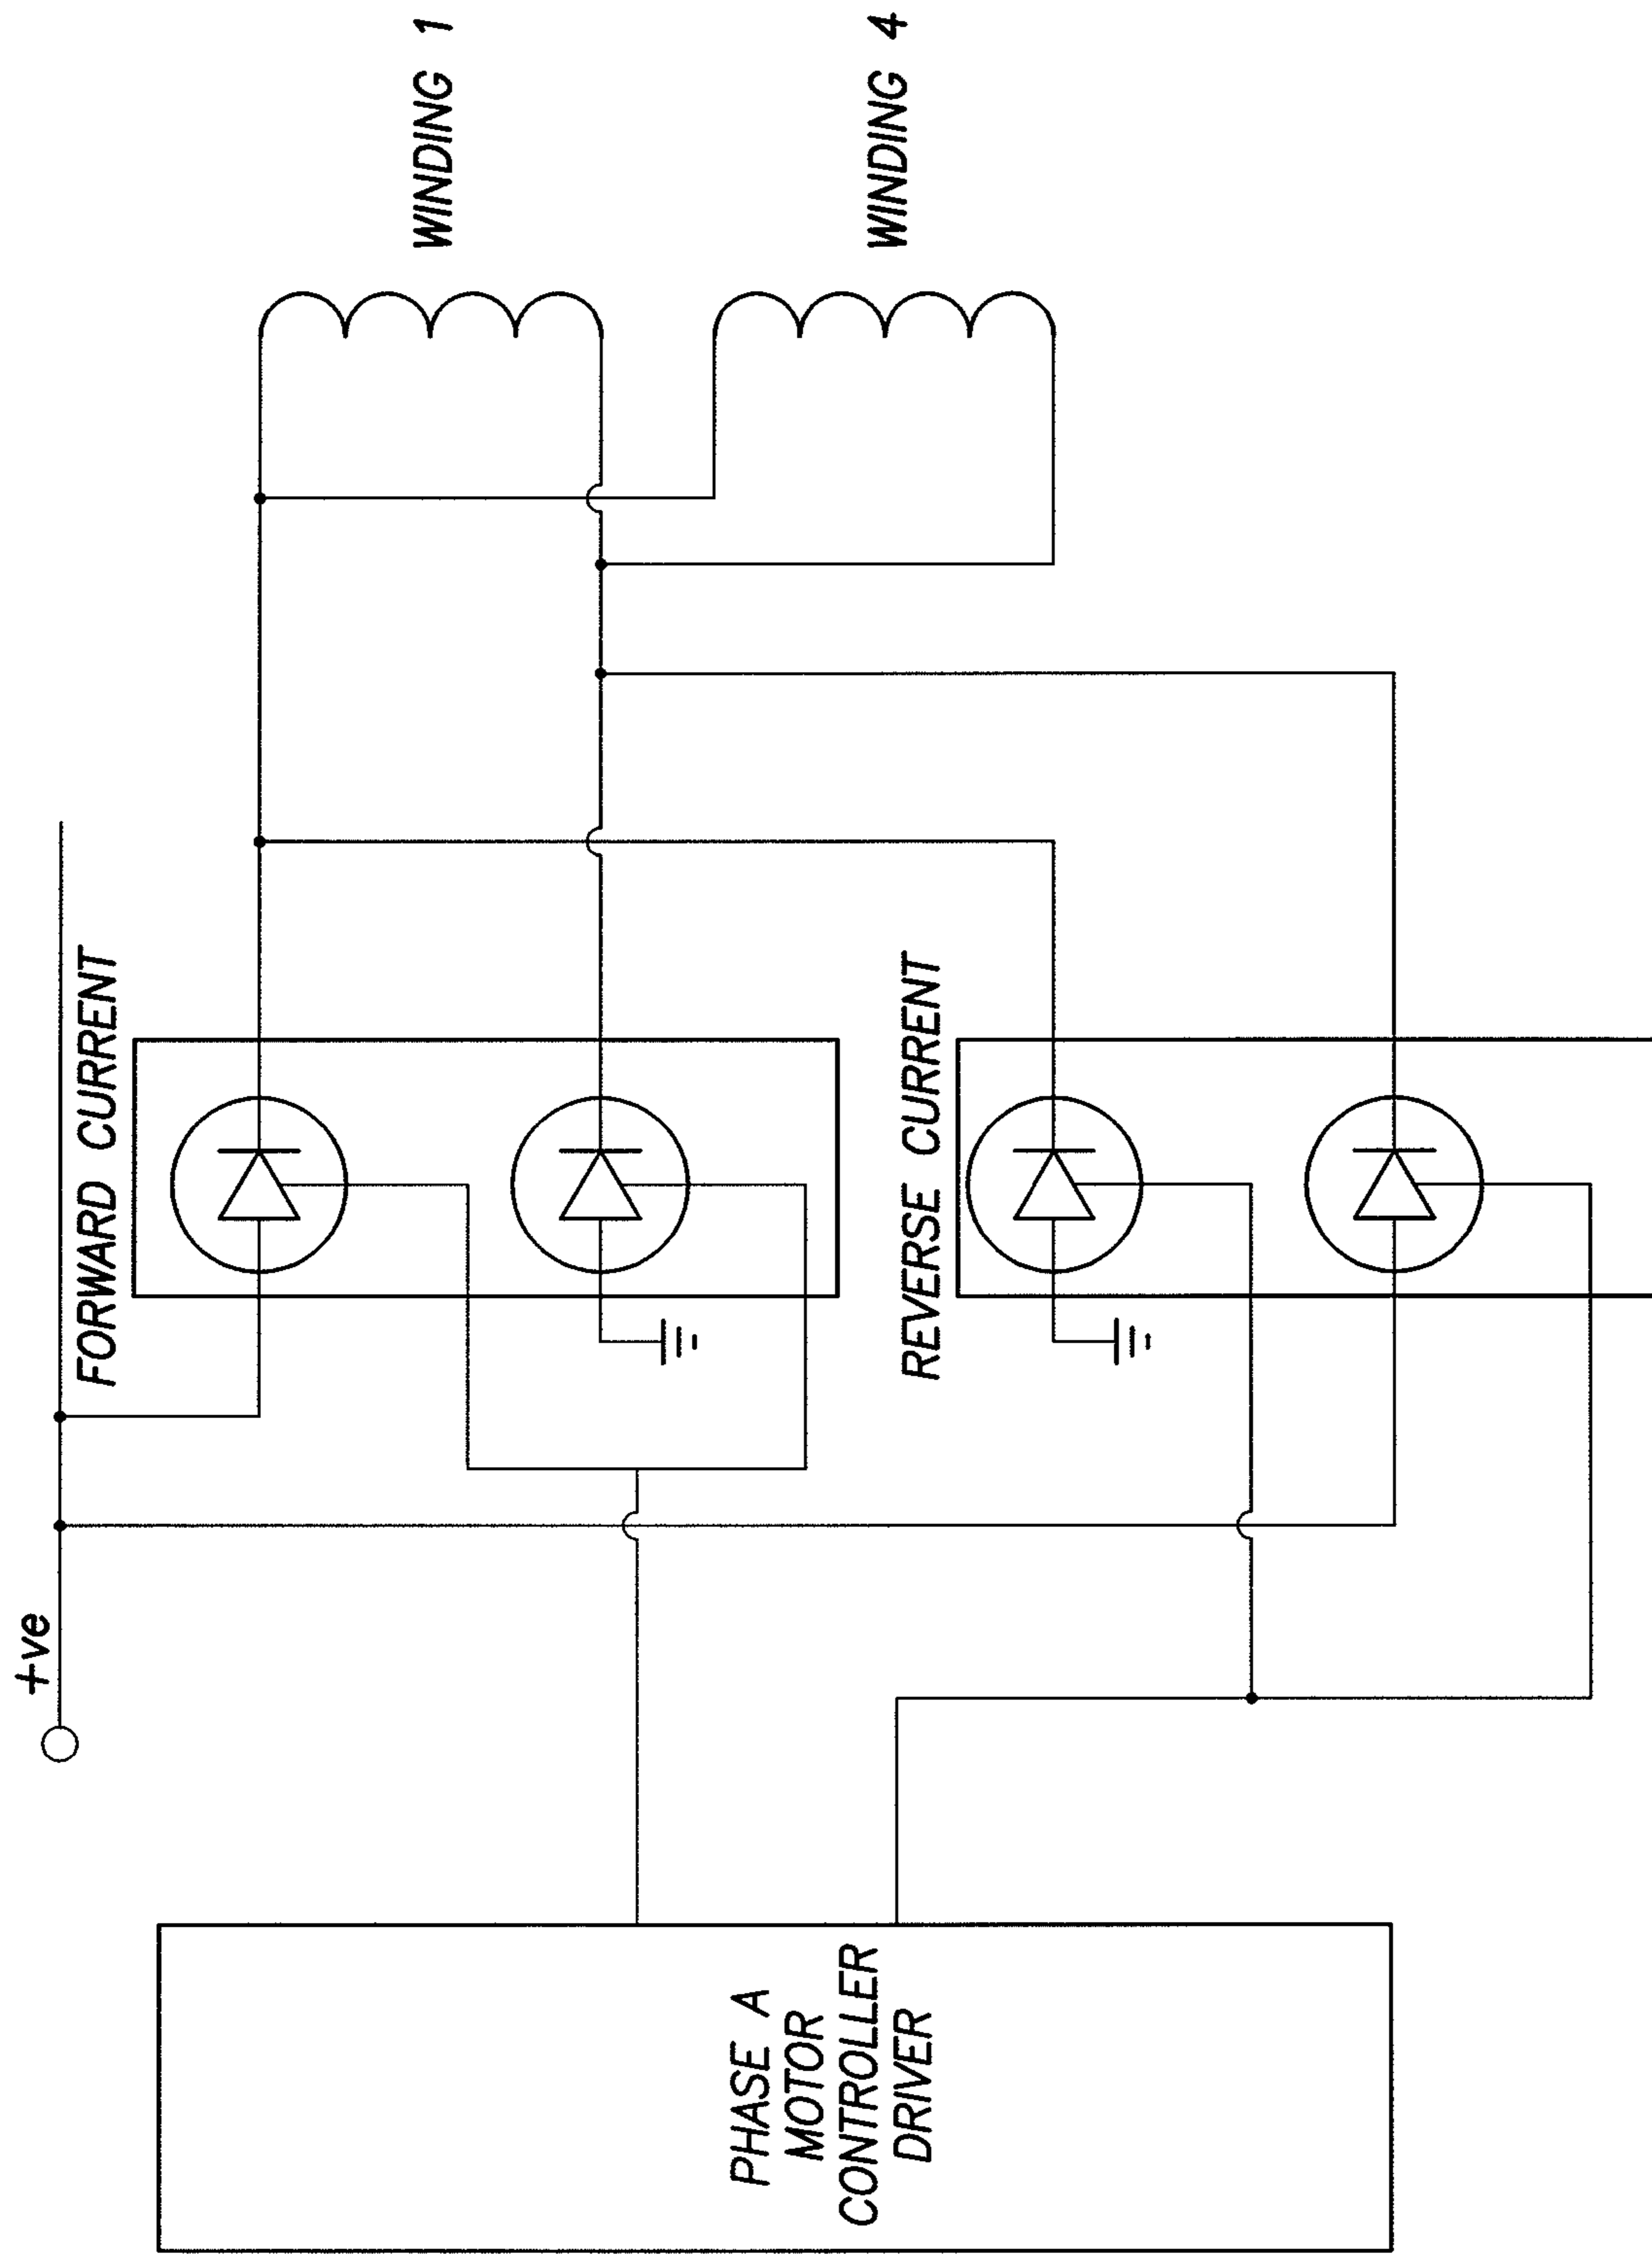 +ve
FORWARD CURRENT
REVERSE CURRENT
WINDING 1
WINDING 4
PHASE A
MOTOR
CONTROLLER
DRIVER